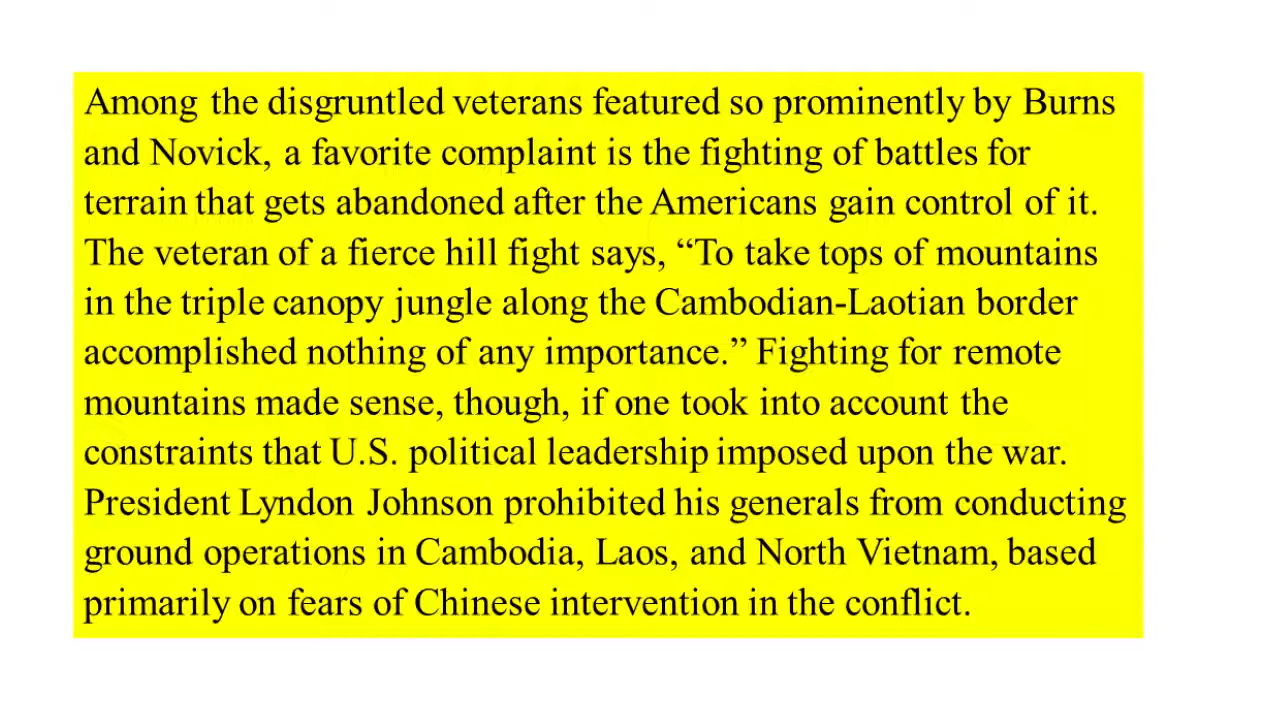 Among the disgruntled veterans featured so prominently by Burns
and Novick, a favorite complaint is the fighting of battles for
terrain that gets abandoned after the Americans gain control of it.
The veteran of a fierce hill fight says, “To take tops of mountains
in the triple canopy jungle along the Cambodian-Laotian border
accomplished nothing of any importance.” Fighting for remote
mountains made sense, though, if one took into account the
constraints that U.S. political leadership imposed upon the war.
President Lyndon Johnson prohibited his generals from conducting
ground operations in Cambodia, Laos, and North Vietnam, based
primarily on fears of Chinese intervention in the conflict.